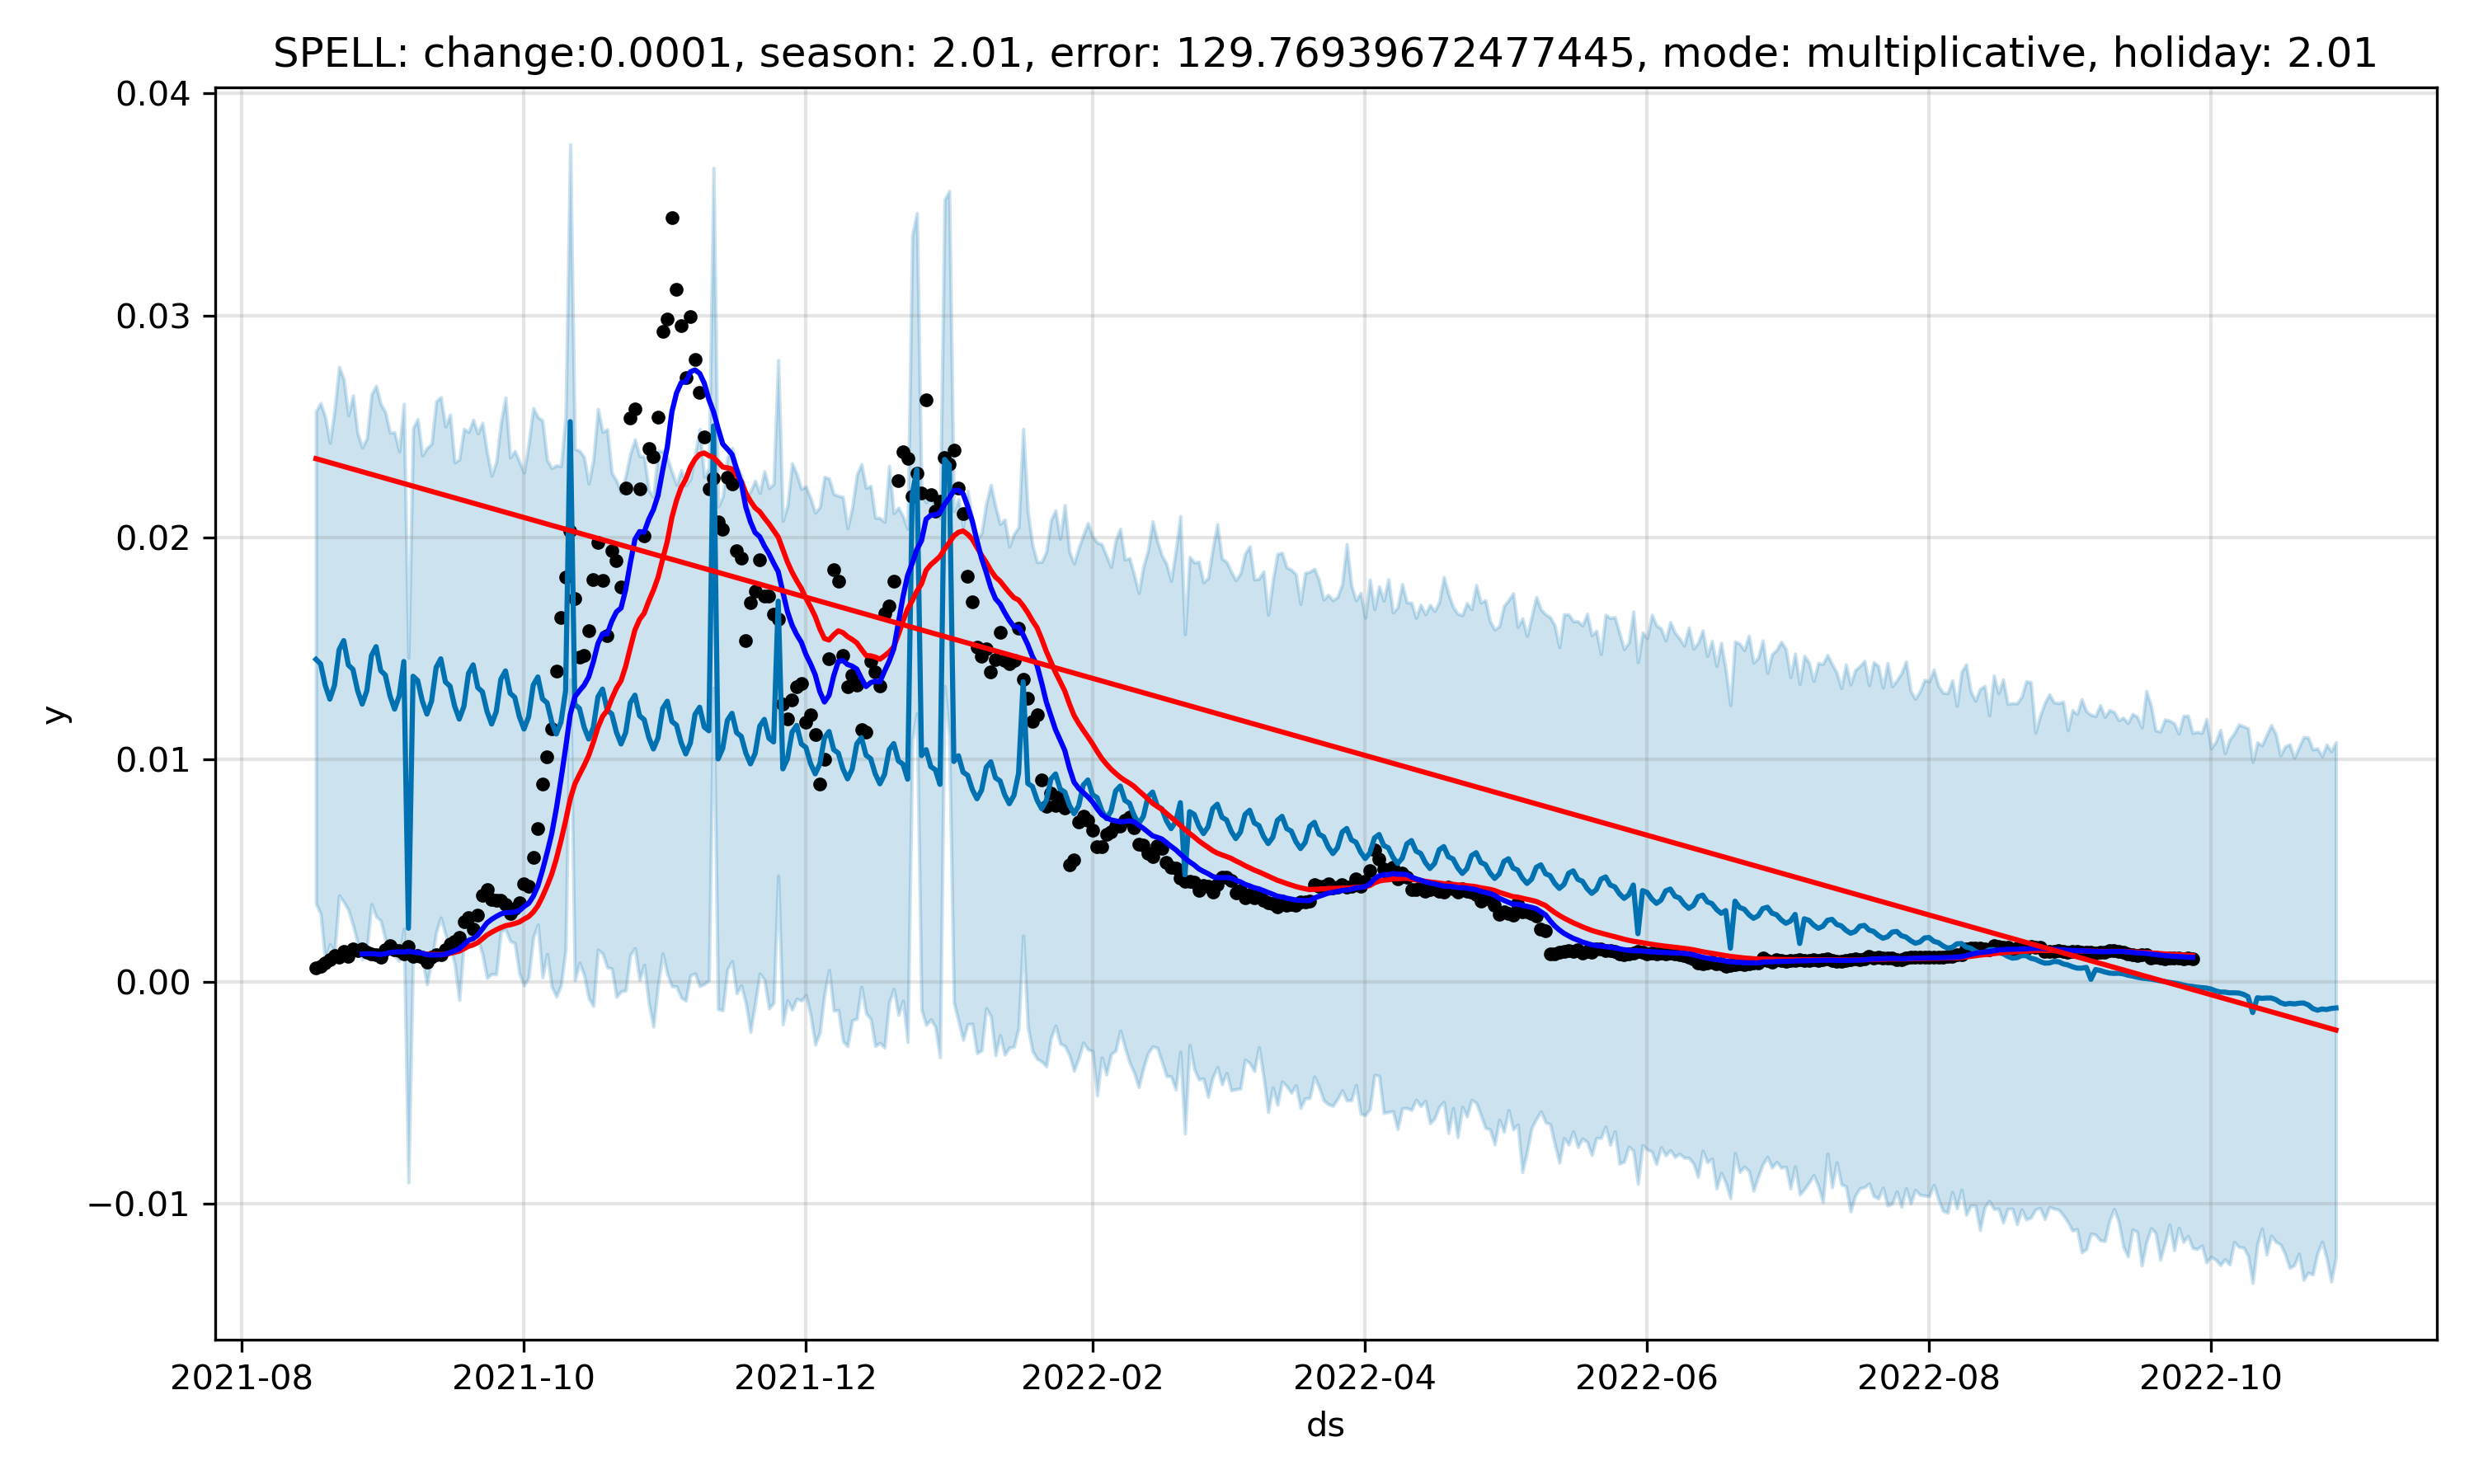 SPELL: change:0.0001, season: 2.01, error: 129.76939672477445, mode: multiplicative, holiday: 2.01
0.04
0.03
0.02
0.01
0.00
−0.01
y
2021-08 2021-10 2021-12 2022-02 2022-04 2022-06 2022-08 2022-10
ds